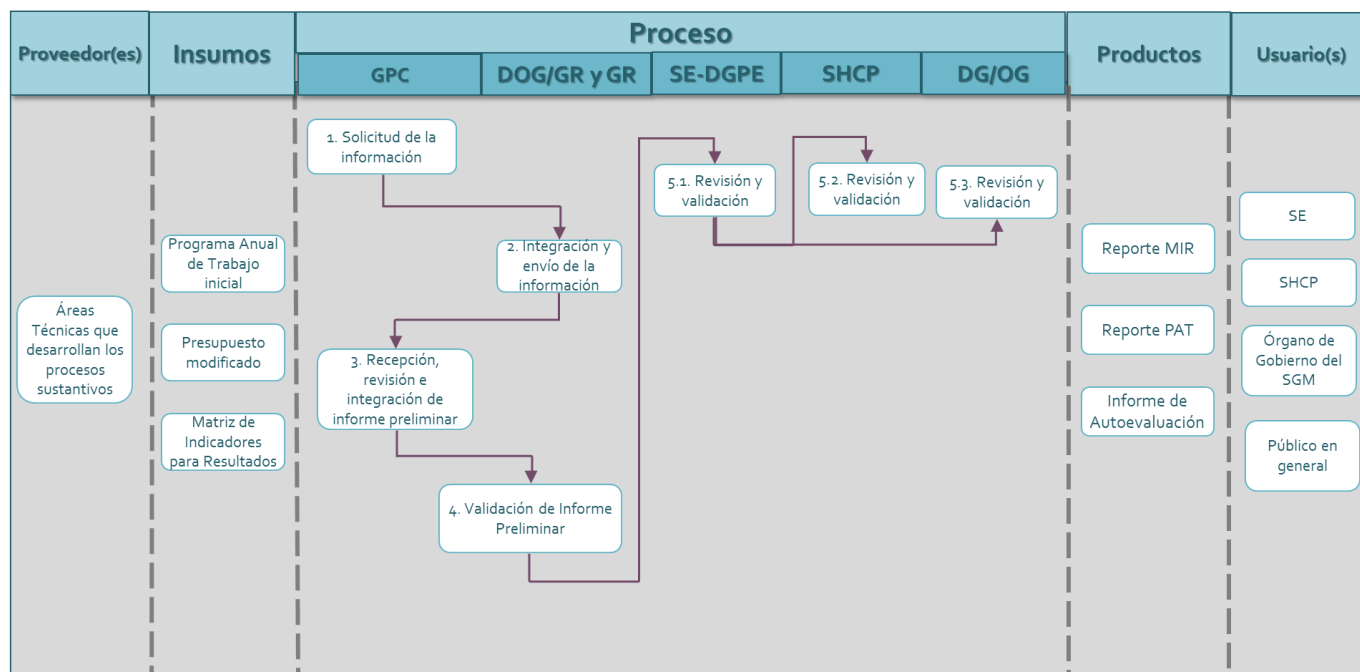 Proveedor(es)
Insumos
Proceso
GPC
DOG/GR y GR
SE-DGPE
SHCP
DG/OG
Productos
Usuario(s)
Áreas
Técnicas que
desarrollan los
procesos
sustantivos
Programa Anual
de Trabajo
inicial
Presupuesto
modificado
Matriz de
Indicadores
para Resultados
1. Solicitud de la
información
2. Integración y
envío de la
información
3. Recepción,
revisión e
integración de
informe preliminar
4. Validación de Informe
Preliminar
5.1. Revisión y
validación
5.2. Revisión y
validación
5.3. Revisión y
validación
Reporte MIR
Reporte PAT
Informe de
Autoevaluación
SE
SHCP
Órgano de
Gobierno del
SGM
Público en
general